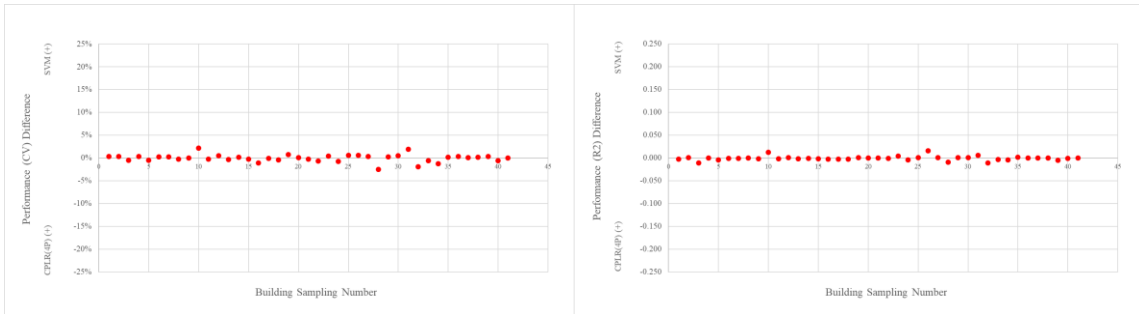 SVM (+)
Performance (CV) Difference
CPLR(4P) (+)
25%
20%
15%
10%
5%
0%
-5%
-10%
-15%
-20%
-25%
0 5 10 15 20 25 30 35 40 45
Building Sampling Number
SVM (+)
Performance (R2) Difference
CPLR(4P) (+)
0.250
0.200
0.150
0.100
0.050
0.000
-0.050
-0.100
-0.150
-0.200
-0.250
0 5 10 15 20 25 30 35 40 45
Building Sampling Number